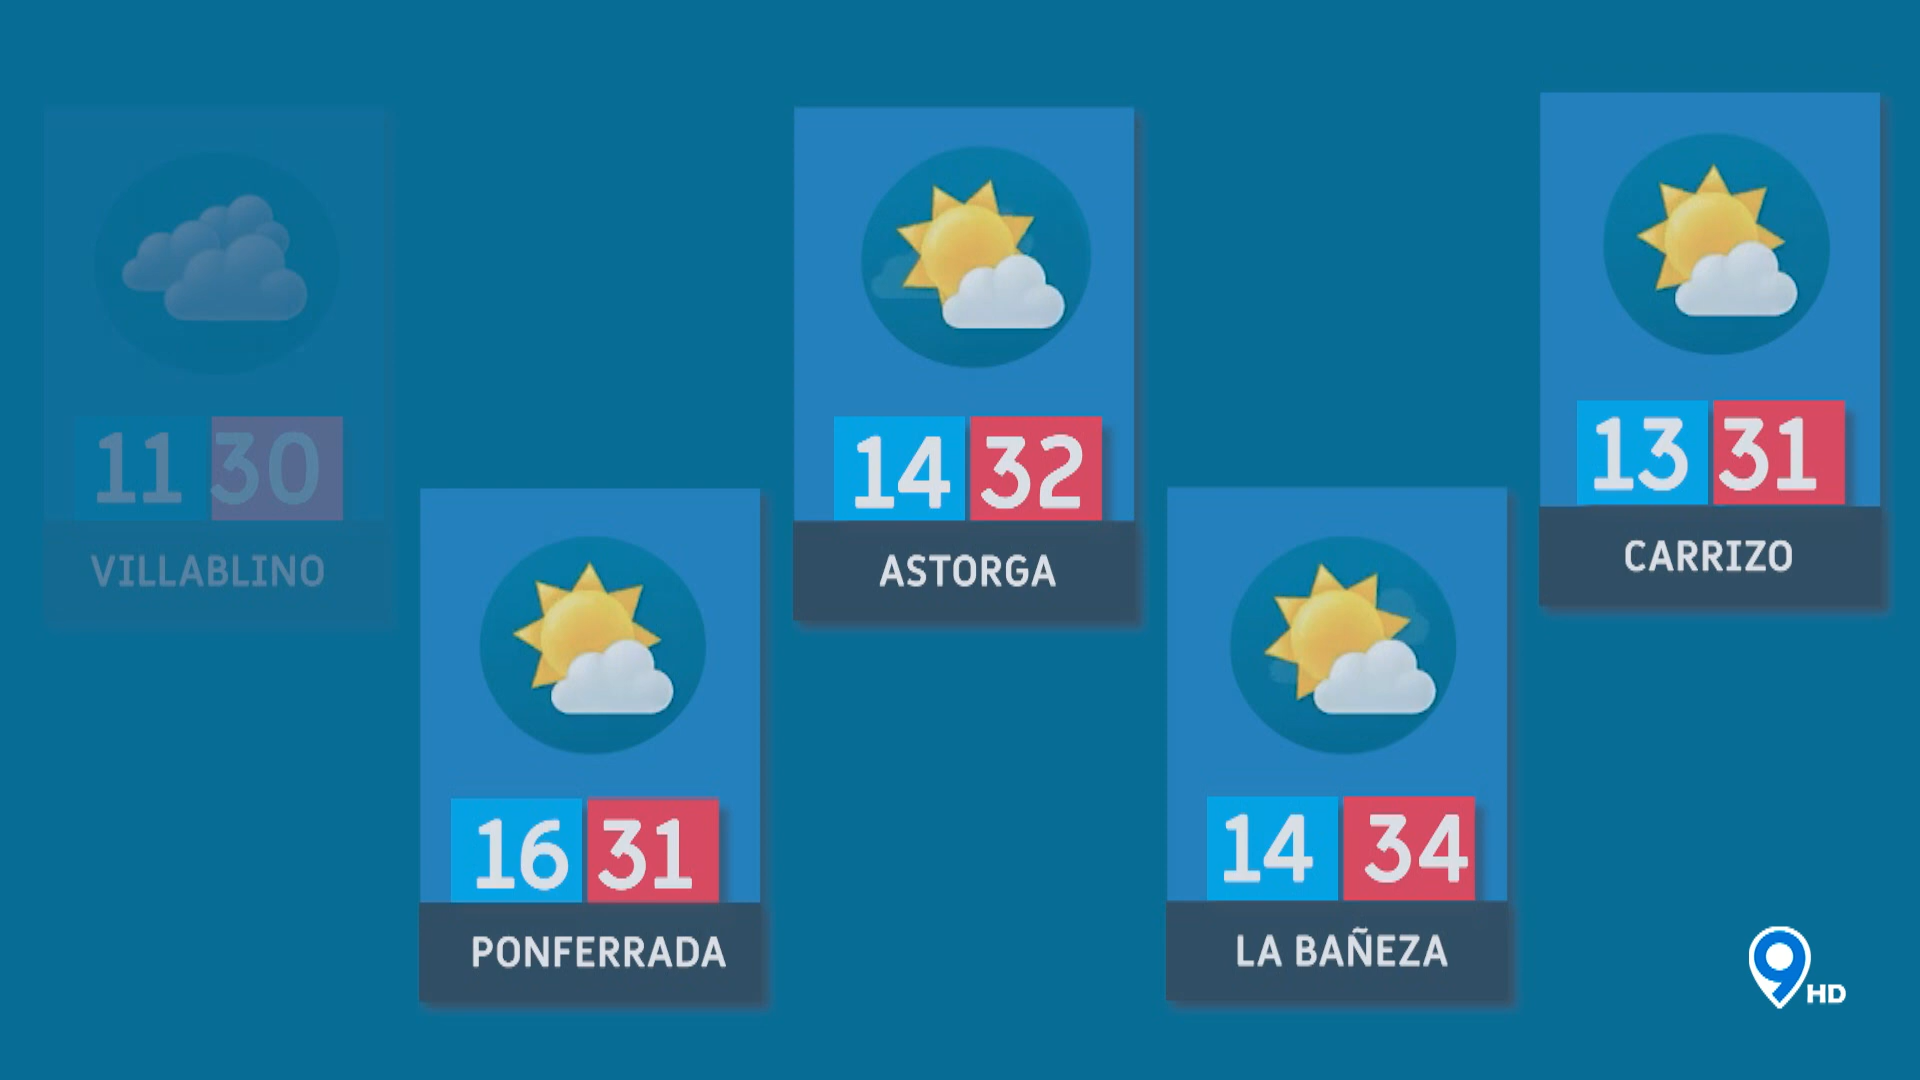 11 30
VILLABLINO
16 31
PONFERRADA
14 32
ASTORGA
14 34
LA BAÑEZA
13 31
CARRIZO
9 HD